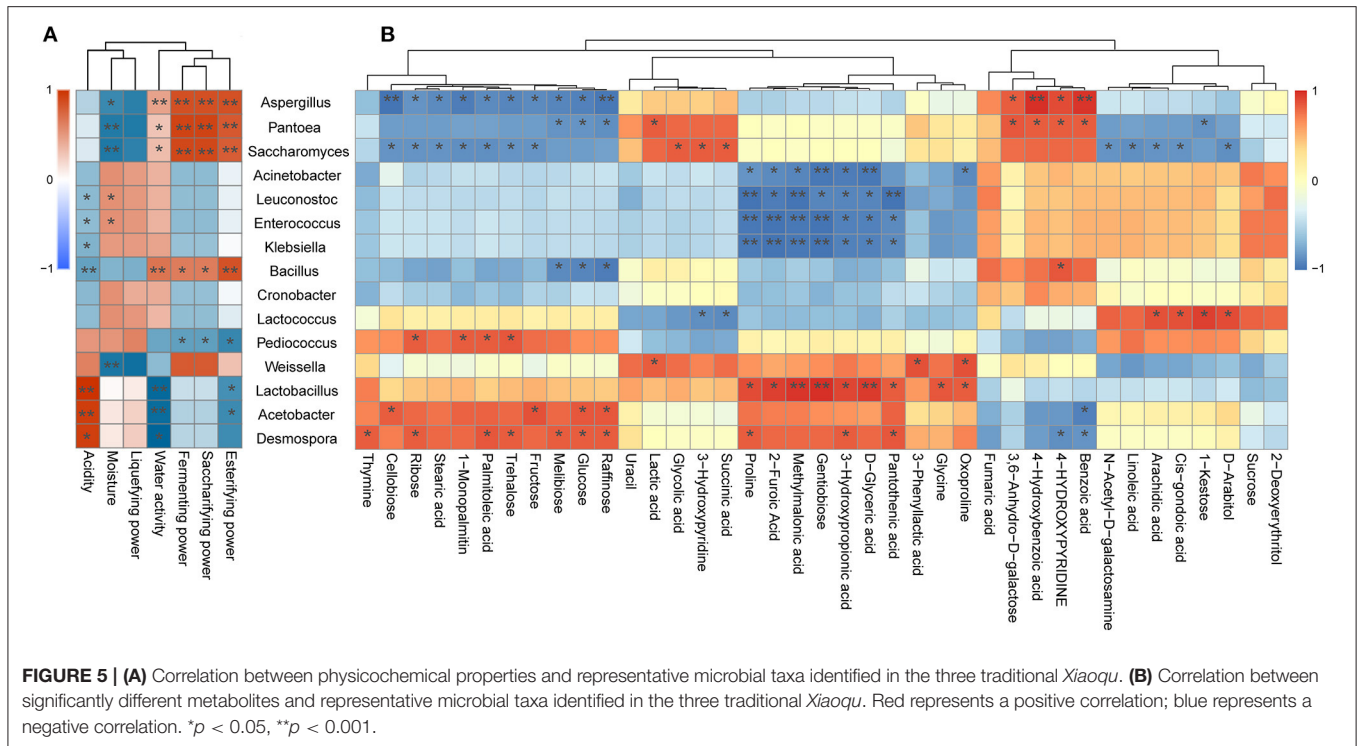 A
B
1
0
−1
Aspergillus
Pantoea
Saccharomyces
Acinetobacter
Leuconostoc
Enterococcus
Klebsiella
Bacillus
Cronobacter
Lactococcus
Pediococcus
Weissella
Lactobacillus
Acetobacter
Desmospora
1
0
−1
Acidity
Moisture
Liquefying power
Water activity
Fermenting power
Saccharifying power
Esterifying power
Thymine
Cellobiose
Ribose
Stearic acid
1−Monopalmitin
Palmitoleic acid
Trehalose
Fructose
Melibiose
Glucose
Raffinose
Uracil
Lactic acid
Glycolic acid
3−Hydroxypyridine
Succinic acid
Proline
2−Furoic Acid
Methylmalonic acid
Gentiobiose
3−Hydroxypropionic acid
D−Glyceric acid
Pantothenic acid
3−Phenyllactic acid
Glycine
Oxoproline
Fumaric acid
3,6−Anhydro−D−galactose
4−Hydroxybenzoic acid
4−HYDROXYPYRIDINE
Benzoic acid
N−Acetyl−D−galactosamine
Linoleic acid
Arachidic acid
Cis−gondoic acid
1−Kestose
D−Arabitol
Sucrose
2−Deoxyerythritol
FIGURE 5 | (A) Correlation between physicochemical properties and representative microbial taxa identified in the three traditional Xiaoqu. (B) Correlation between
significantly different metabolites and representative microbial taxa identified in the three traditional Xiaoqu. Red represents a positive correlation; blue represents a
negative correlation. *p < 0.05, **p < 0.001.